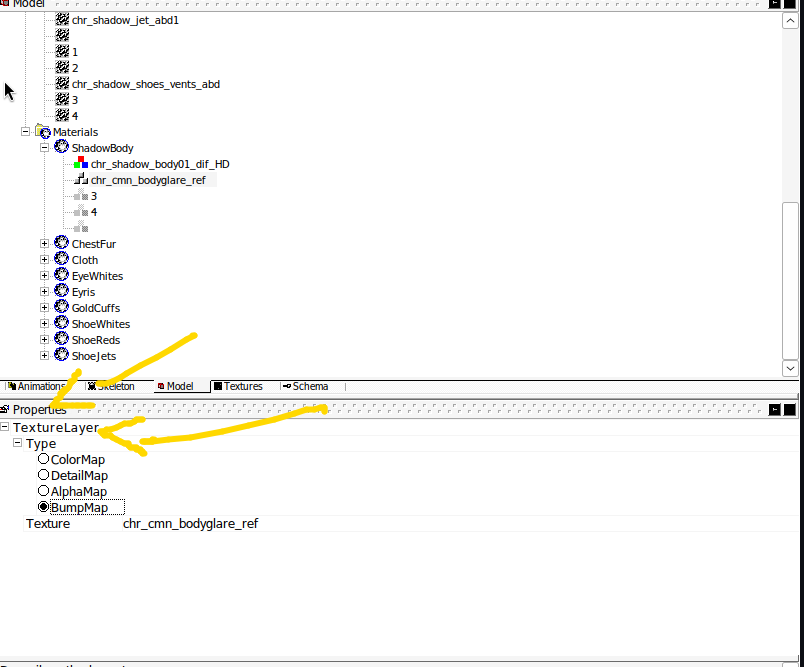 Model
chr_shadow_jet_abd1
1
2
chr_shadow_shoes_vents_abd
3
4
Materials
ShadowBody
chr_shadow_body01_dif_HD
chr_cmn_bodyglare_ref
3
4
ChestFur
Cloth
EyeWhites
Eyris
GoldCuffs
ShoeWhites
ShoeReds
ShoeJets
Animations Skeleton Model Textures Schema
Properties
TextureLayer
Type
ColorMap
DetailMap
AlphaMap
BumpMap
Texture chr_cmn_bodyglare_ref